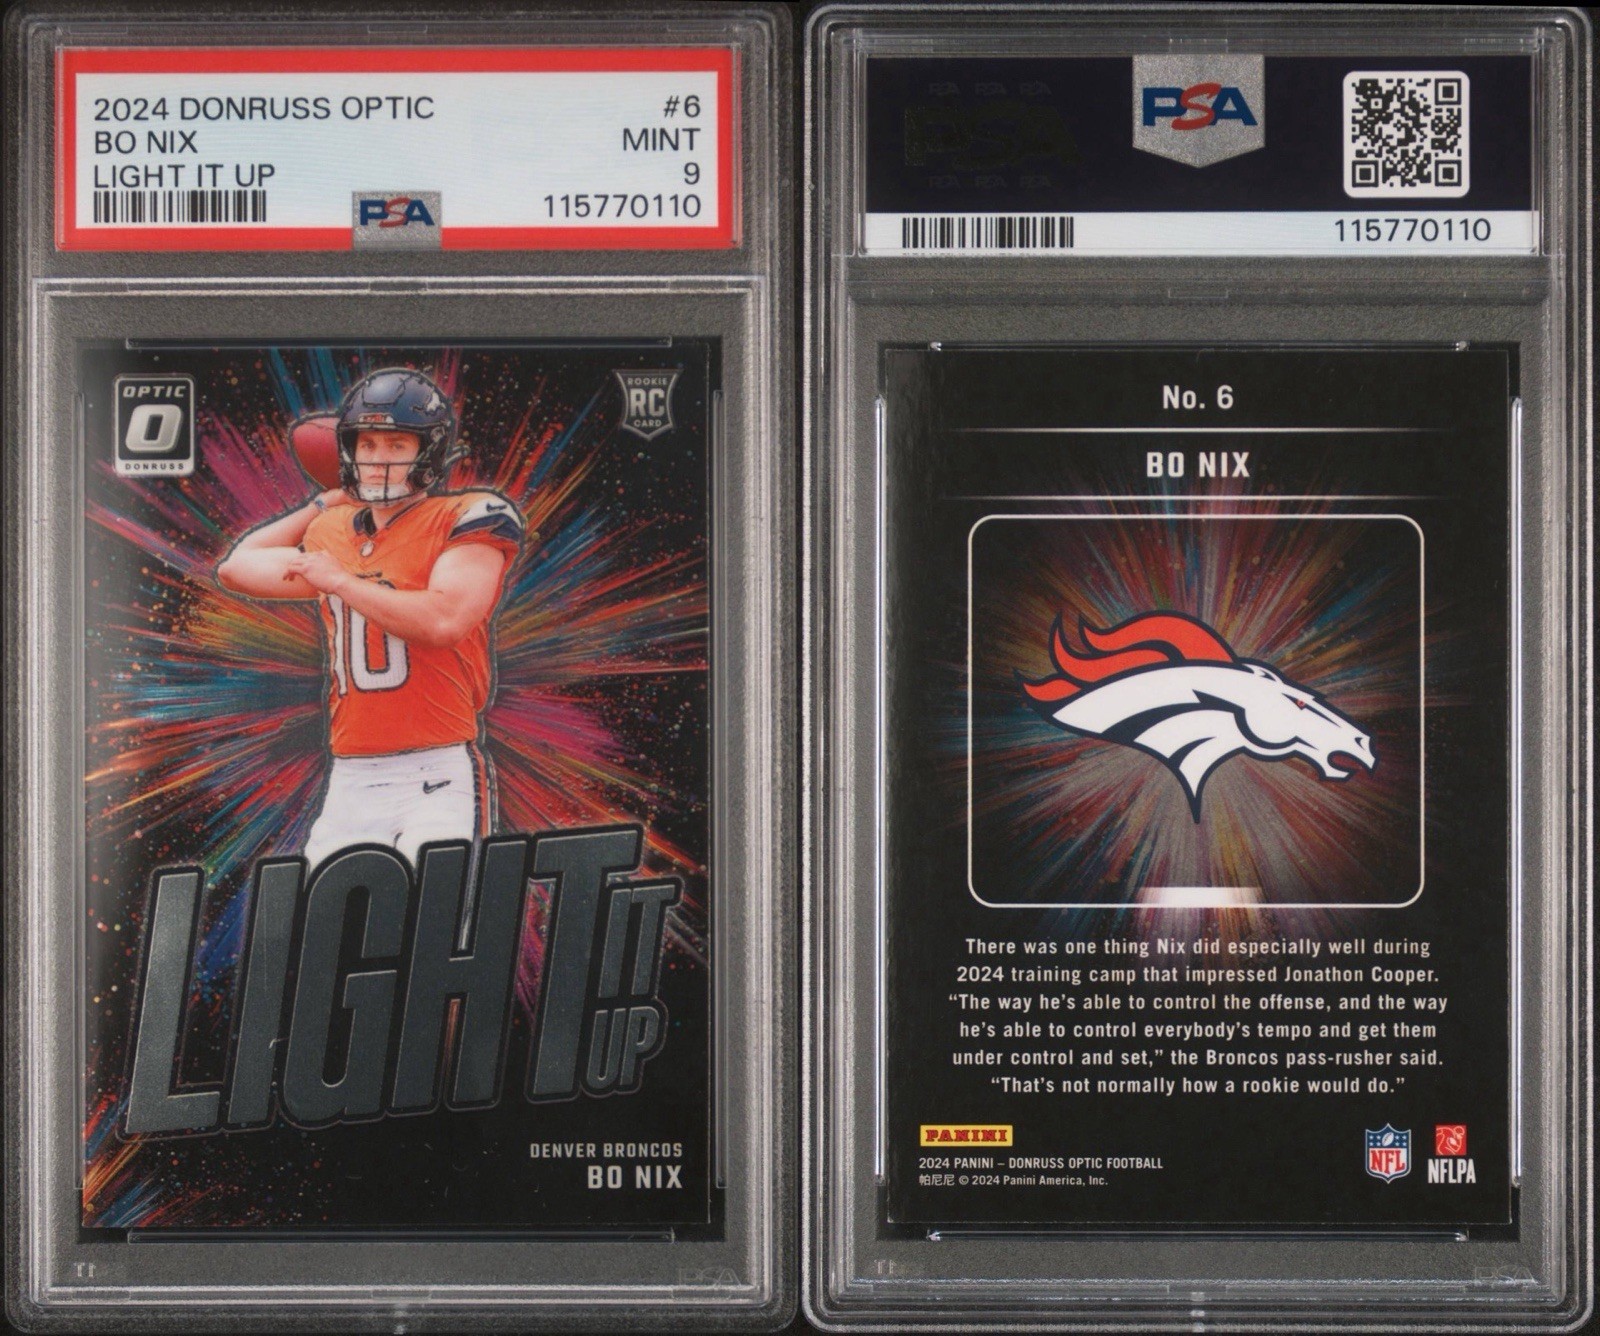 2024 DONRUSS OPTIC #6
BO NIX MINT
LIGHT IT UP 9
PSA 115770110
OPTIC
O
DONRUSS
ROOKIE
RC
CARD
10
LIGHT IT UP
DENVER BRONCOS
BO NIX
PSA
PSA
115770110
No. 6
BO NIX
There was one thing Nix did especially well during
2024 training camp that impressed Jonathon Cooper.
“The way he’s able to control the offense, and the way
he’s able to control everybody’s tempo and get them
under control and set,” the Broncos pass-rusher said.
“That’s not normally how a rookie would do.”
PANINI
2024 PANINI – DONRUSS OPTIC FOOTBALL
帕尼尼 © 2024 Panini America, Inc.
NFL
NFLPA
PSA